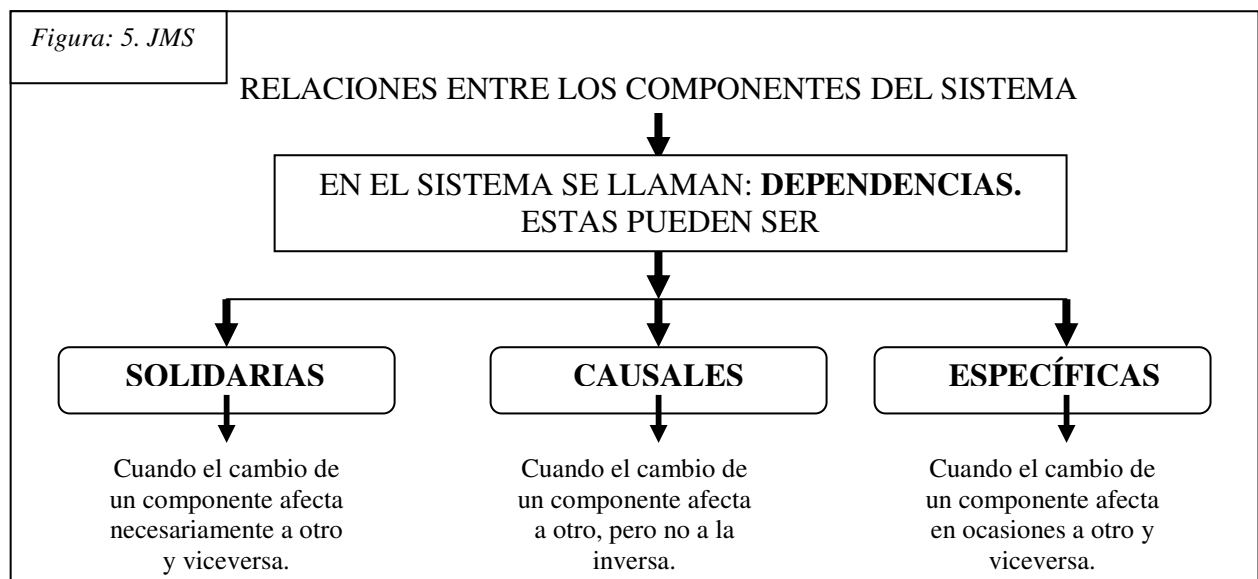 Figura: 5. JMS
RELACIONES ENTRE LOS COMPONENTES DEL SISTEMA
EN EL SISTEMA SE LLAMAN: DEPENDENCIAS.
ESTAS PUEDEN SER
SOLIDARIAS
Cuando el cambio de
un componente afecta
necesariamente a otro
y viceversa.
CAUSALES
Cuando el cambio de
un componente afecta
a otro, pero no a la
inversa.
ESPECÍFICAS
Cuando el cambio de
un componente afecta
en ocasiones a otro y
viceversa.